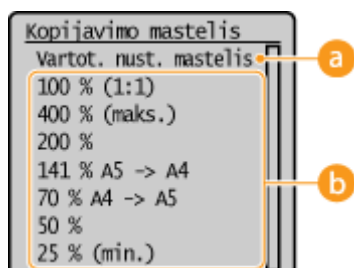 Kopijavimo mastelis
Vartot. nust. mastelis
a
100 % (1:1)
400 % (maks.)
200 %
141 % A5 -> A4
70 % A4 -> A5
b
50 %
25 % (min.)